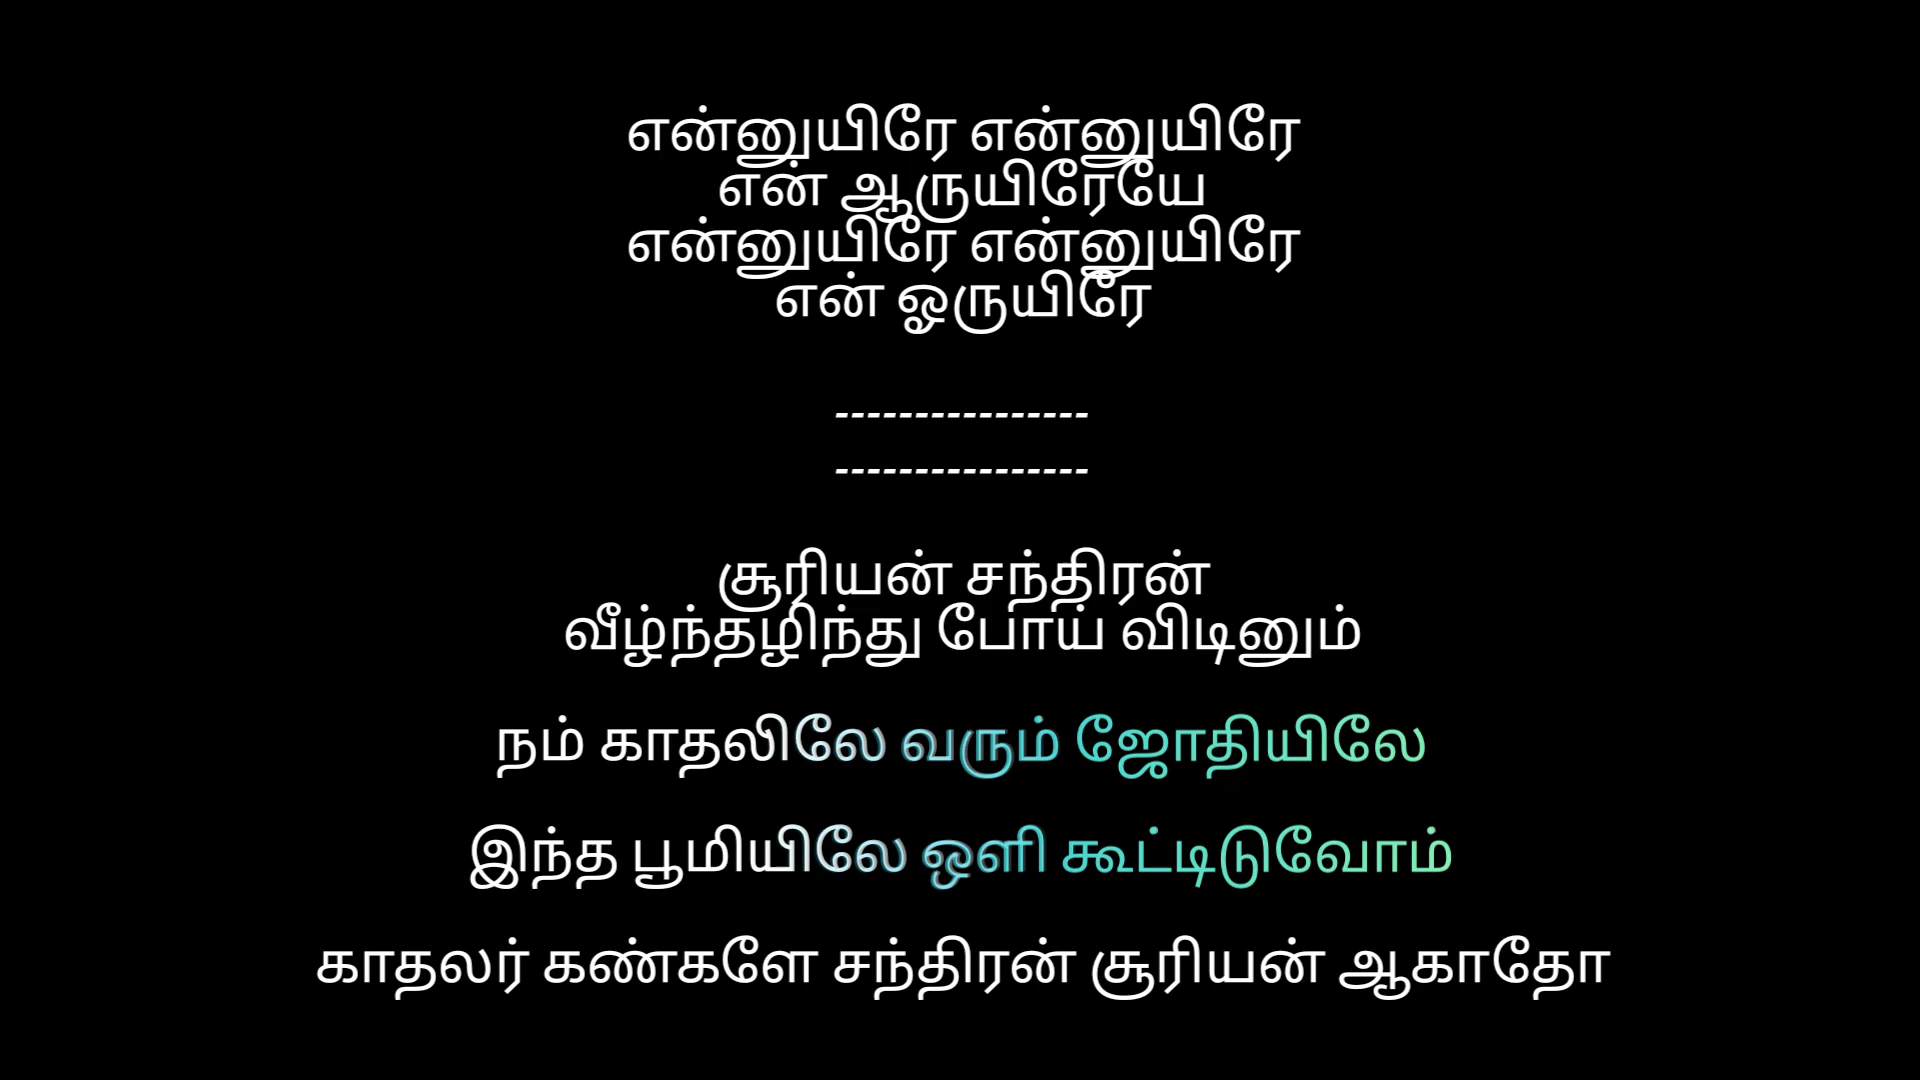 என்னுயிரே என்னுயிரே
என் ஆருயிரேயே
என்னுயிரே என்னுயிரே
என் ஓருயிரே
----------------
----------------
சூரியன் சந்திரன்
வீழ்ந்தழிந்து போய் விடினும்
நம் காதலிலே வரும் ஜோதியிலே
இந்த பூமியிலே ஒளி கூட்டிடுவோம்
காதலர் கண்களே சந்திரன் சூரியன் ஆகாதோ